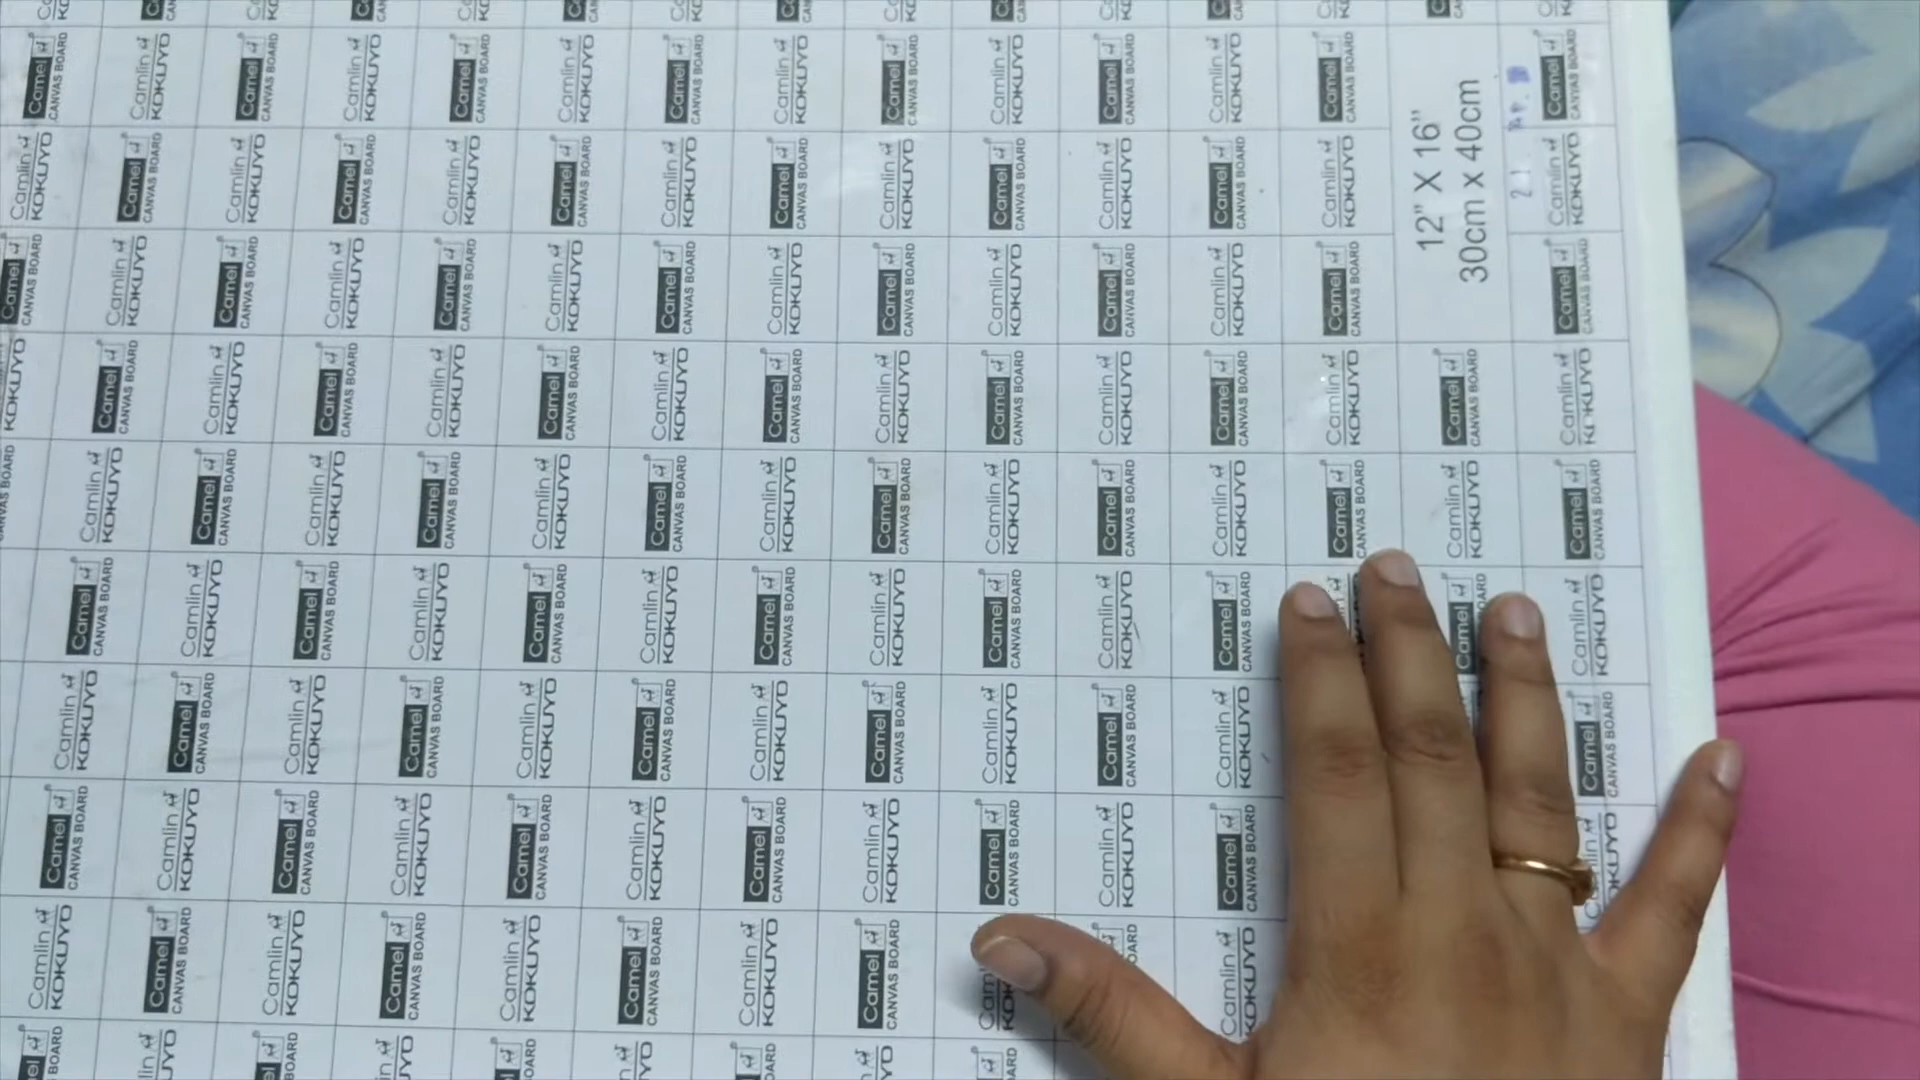 Camel
CANVAS BOARD
Camlin
KOKUYO
12" X 16"
30cm x 40cm